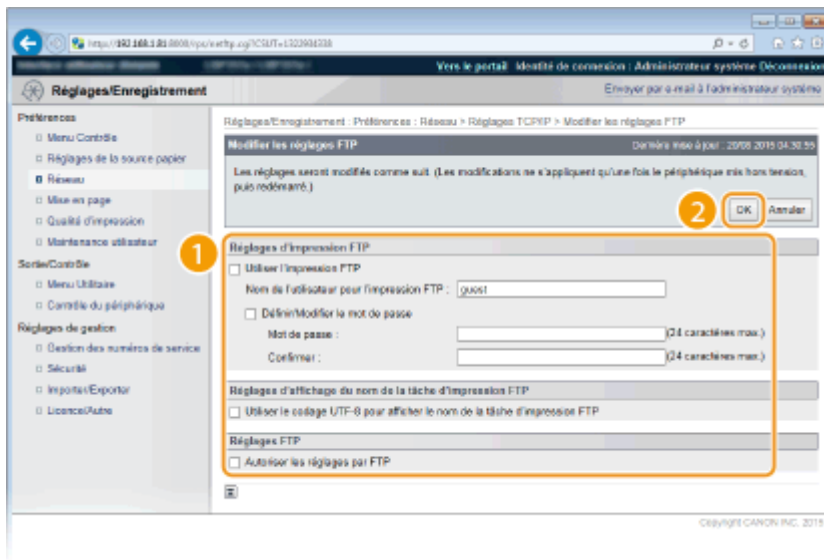 Vers le portail Identité de connexion : Administrateur système Déconnexion
Réglages/Enregistrement
Envoyer par e-mail à l'administrateur système
Préférences
Menu Contrôle
Réglages de la source papier
Réseau
Mise en page
Qualité d'impression
Maintenance utilisateur
Sortie/Contrôle
Menu Utilitaire
Contrôle du périphérique
Réglages de gestion
Gestion des numéros de service
Sécurité
Importer/Exporter
Licence/Autre
Réglages/Enregistrement : Préférences : Réseau > Réglages TCP/IP > Modifier les réglages FTP
Modifier les réglages FTP
Dernière mise à jour : 2015 04:30:55
Les réglages seront modifiés comme suit. (Les modifications ne s'appliquent qu'une fois le périphérique mis hors tension,
puis redémarré.)
2
OK
Annuler
1
Réglages d'impression FTP
Utiliser l'impression FTP
Nom de l'utilisateur pour l'impression FTP : guest
Définir/Modifier le mot de passe
Mot de passe : (24 caractères max.)
Confirmer : (24 caractères max.)
Réglages d'affichage du nom de la tâche d'impression FTP
Utiliser le codage UTF-8 pour afficher le nom de la tâche d'impression FTP
Réglages FTP
Autoriser les réglages par FTP
Copyright CANON INC. 2015